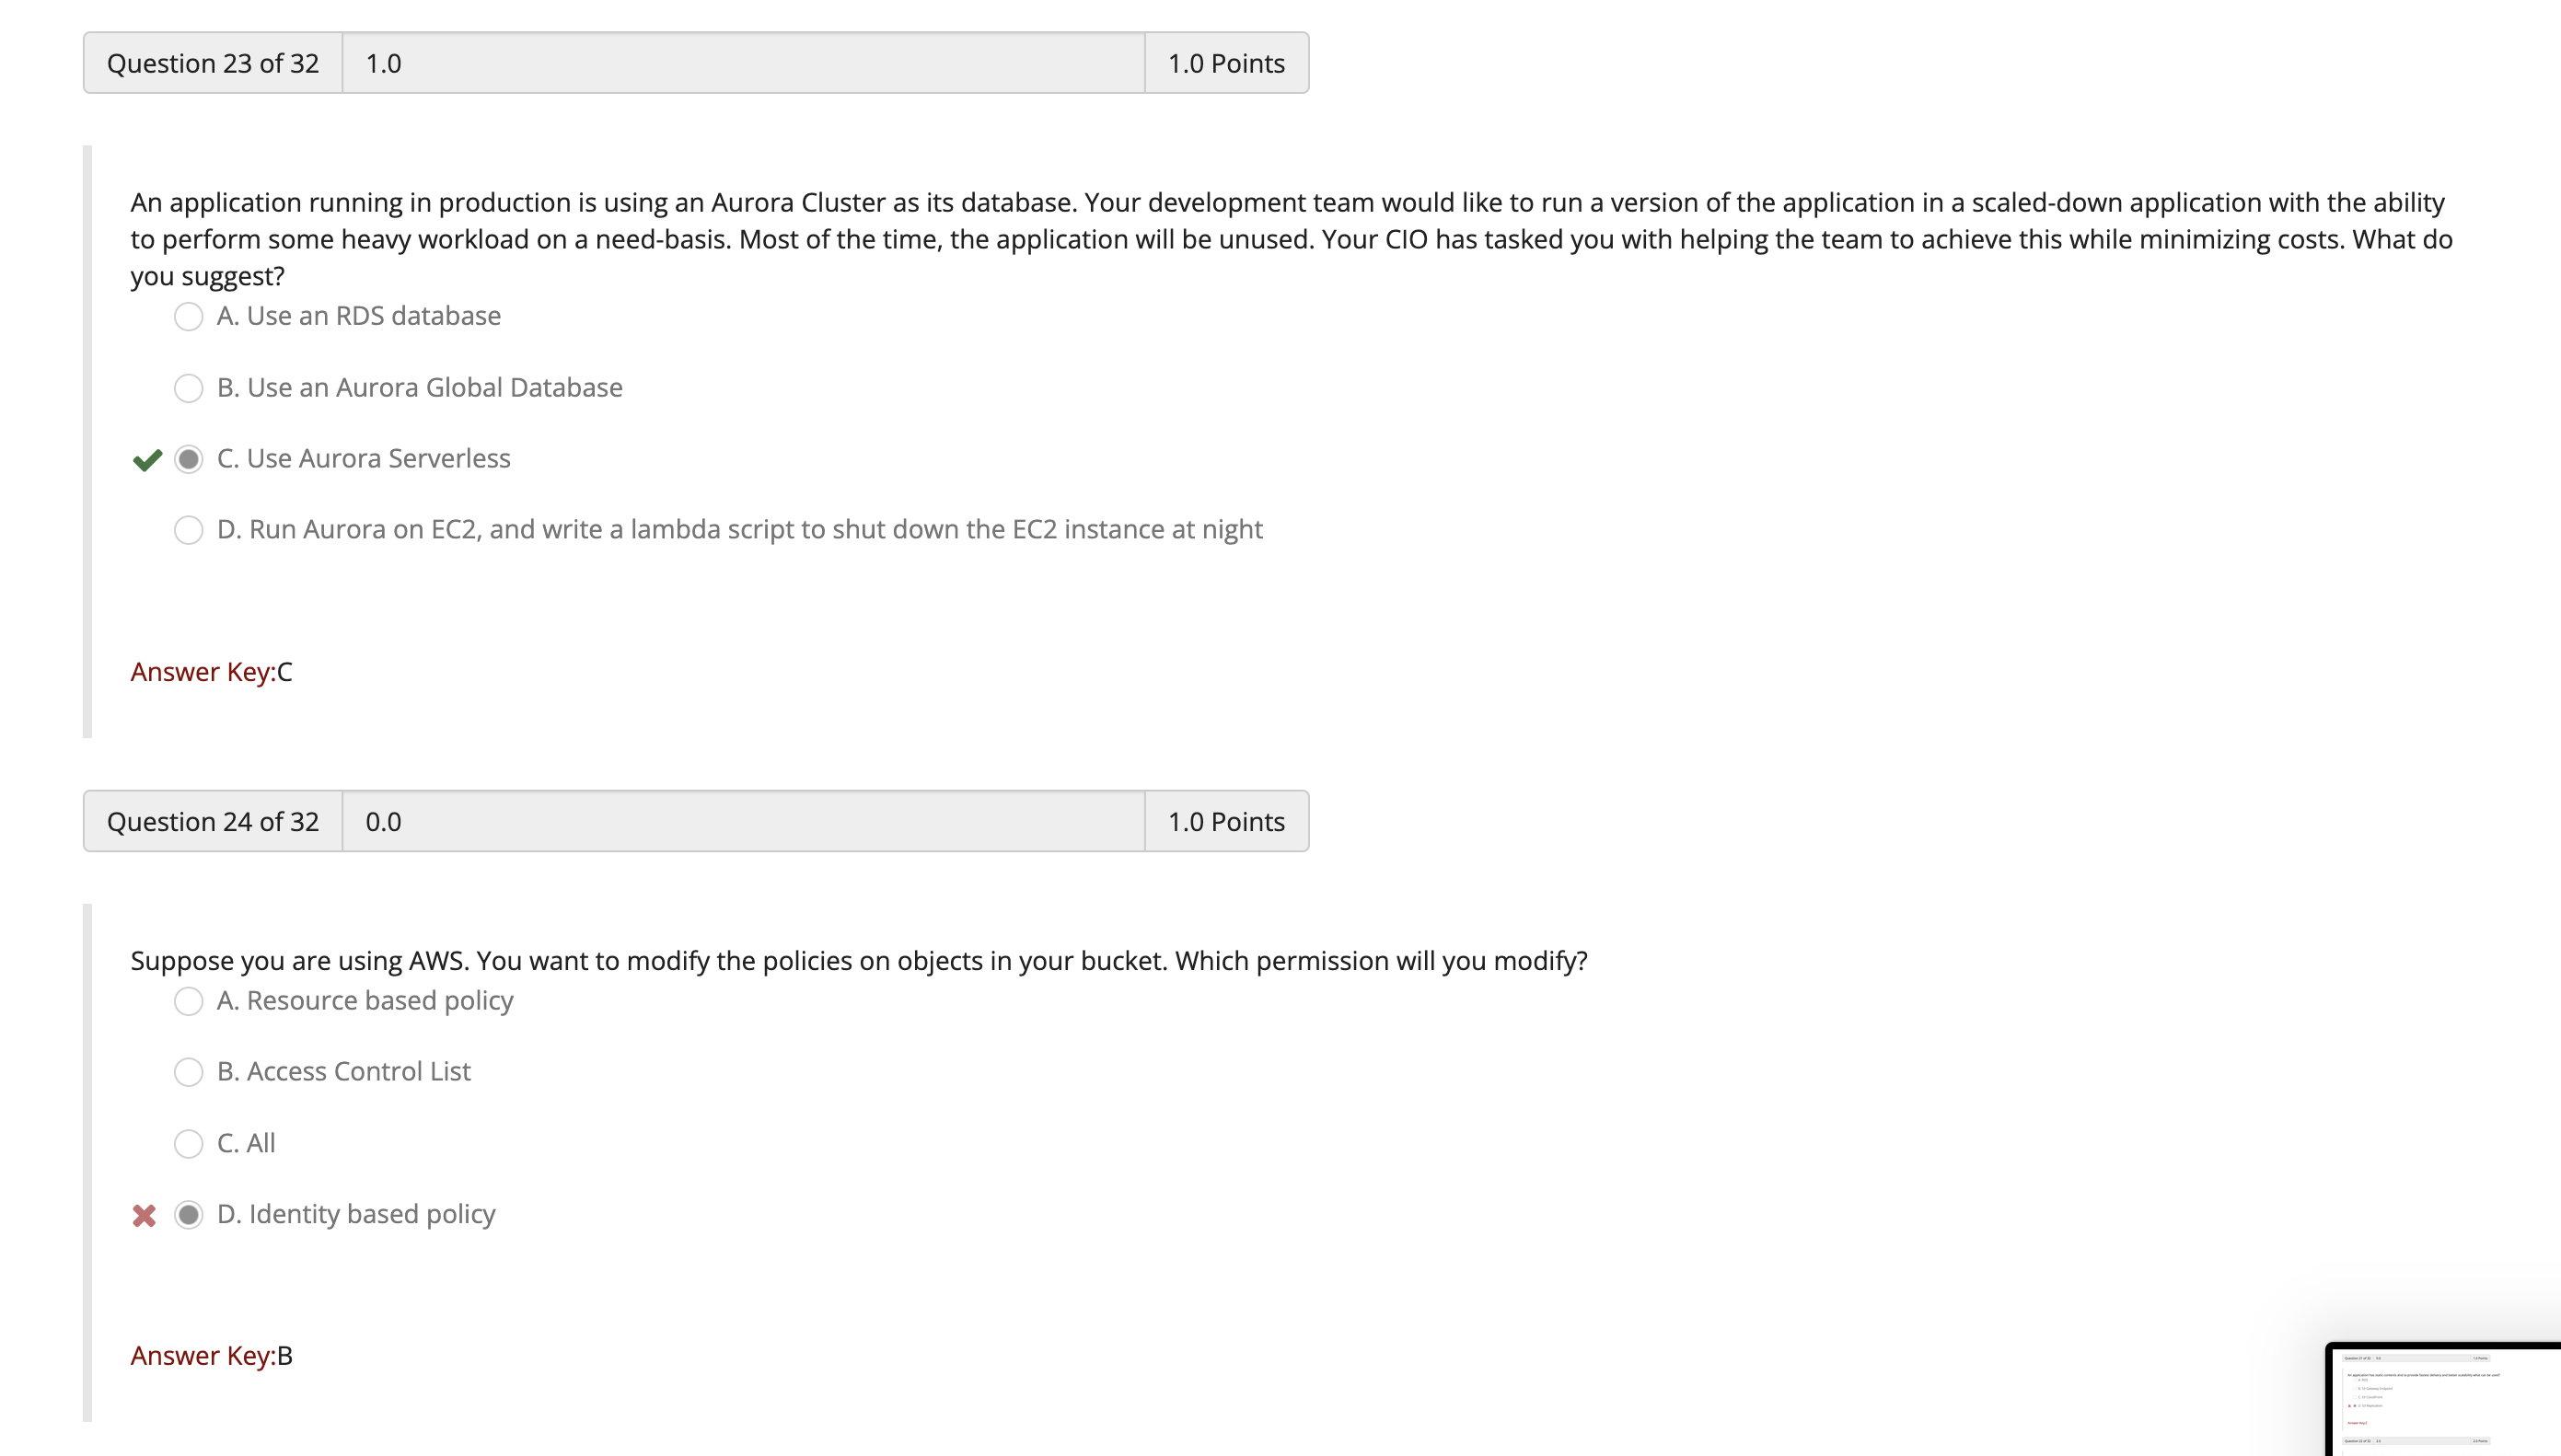 Question 23 of 32 1.0 1.0 Points
An application running in production is using an Aurora Cluster as its database. Your development team would like to run a version of the application in a scaled-down application with the ability
to perform some heavy workload on a need-basis. Most of the time, the application will be unused. Your CIO has tasked you with helping the team to achieve this while minimizing costs. What do
you suggest?
A. Use an RDS database
B. Use an Aurora Global Database
C. Use Aurora Serverless
D. Run Aurora on EC2, and write a lambda script to shut down the EC2 instance at night
Answer Key:C
Question 24 of 32 0.0 1.0 Points
Suppose you are using AWS. You want to modify the policies on objects in your bucket. Which permission will you modify?
A. Resource based policy
B. Access Control List
C. All
D. Identity based policy
Answer Key:B